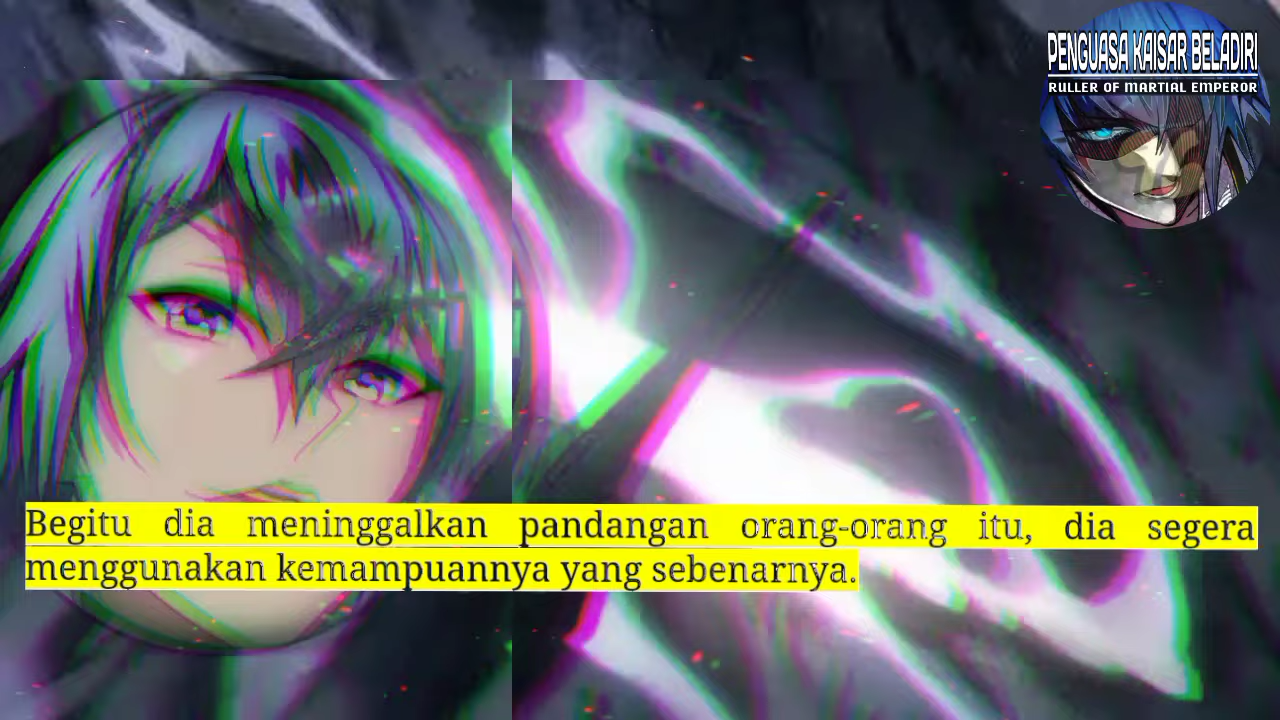 PENGUASA KAISAR BELADIRI
RULLER OF MARTIAL EMPEROR
Begitu dia meninggalkan pandangan orang-orang itu, dia segera
menggunakan kemampuannya yang sebenarnya.